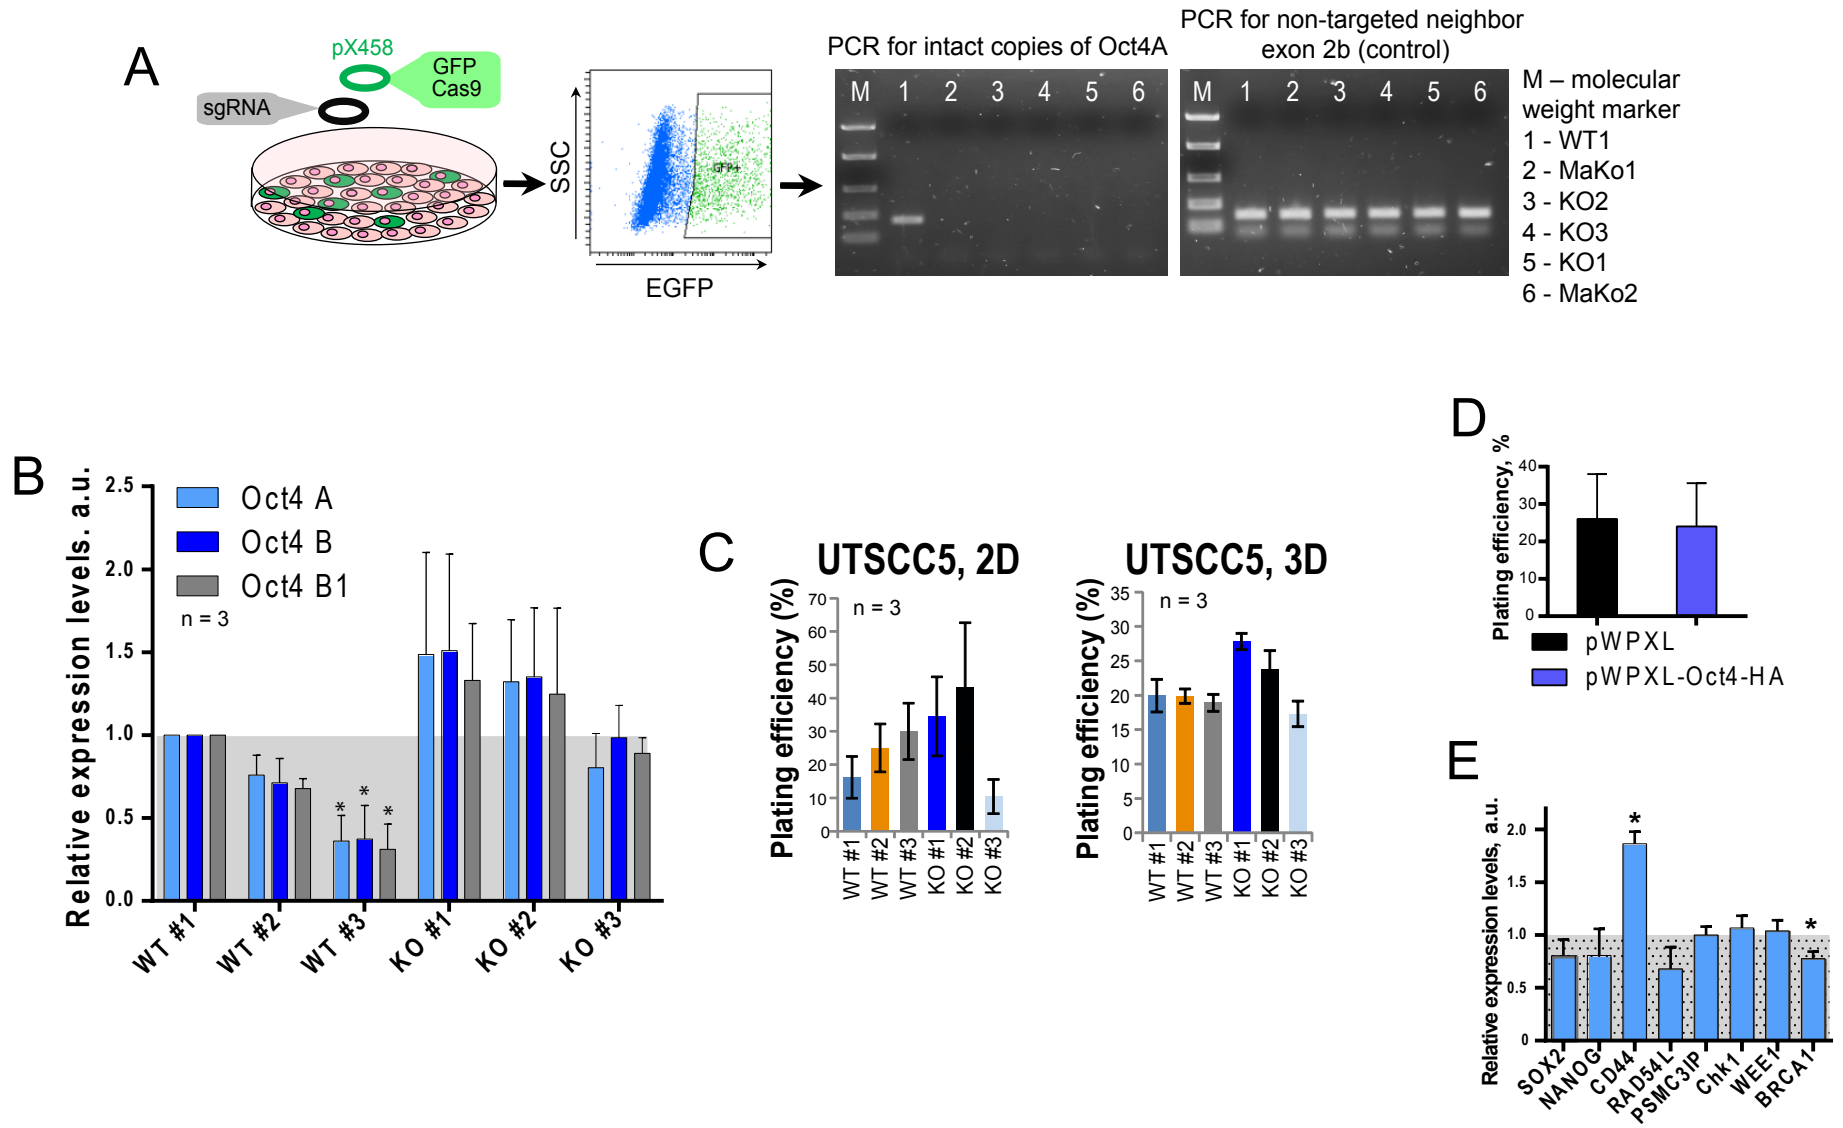 A
pX458
GFP
Cas9
sgRNA
SSC
GFP+
EGFP
PCR for intact copies of Oct4A
M 1 2 3 4 5 6
PCR for non-targeted neighbor
exon 2b (control)
M 1 2 3 4 5 6
M – molecular
weight marker
1 - WT1
2 - MaKo1
3 - KO2
4 - KO3
5 - KO1
6 - MaKo2
B
Relative expression levels. a.u.
2.5
2.0
1.5
1.0
0.5
0.0
Oct4 A
Oct4 B
Oct4 B1
n = 3
* * *
WT #1
WT #2
WT #3
KO #1
KO #2
KO #3
C
UTSCC5, 2D
Plating efficiency (%)
n = 3
70
60
50
40
30
20
10
0
WT #1
WT #2
WT #3
KO #1
KO #2
KO #3
UTSCC5, 3D
Plating efficiency (%)
n = 3
35
30
25
20
15
10
5
0
WT #1
WT #2
WT #3
KO #1
KO #2
KO #3
D
Plating efficiency, %
40
30
20
10
0
pWPXL
pWPXL-Oct4-HA
E
Relative expression levels, a.u.
2.0
1.5
1.0
0.5
0
*
*
SOX2
NANOG
CD44
RAD54L
PSMC3IP
Chk1
WEE1
BRCA1